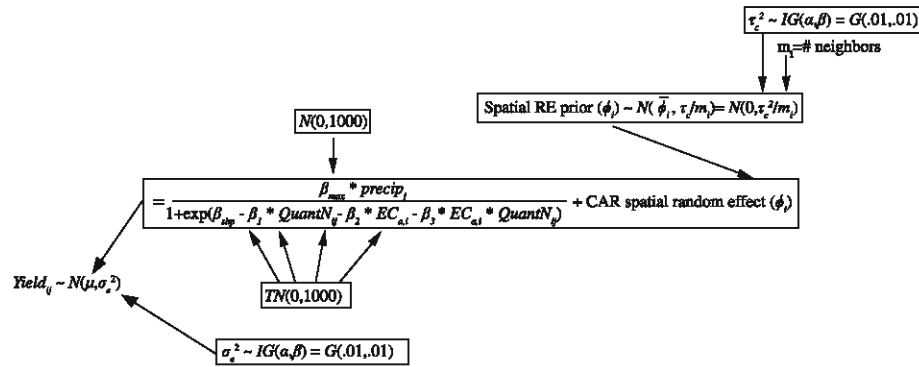 τc² ~ IG(α,β) = G(.01,.01)
mi=# neighbors
Spatial RE prior (ϕi) ~ N( ϕ̅i , τc/mi)= N(0,τc²/mi)
N(0,1000)
βmax * precipi
= + CAR spatial random effect (ϕi)
1+exp(βshp - β1 * QuantNij- β2 * ECa,i - β3 * ECa,i * QuantNij)
Yieldij ~ N(μ,σe²)
TN(0,1000)
σe² ~ IG(α,β) = G(.01,.01)